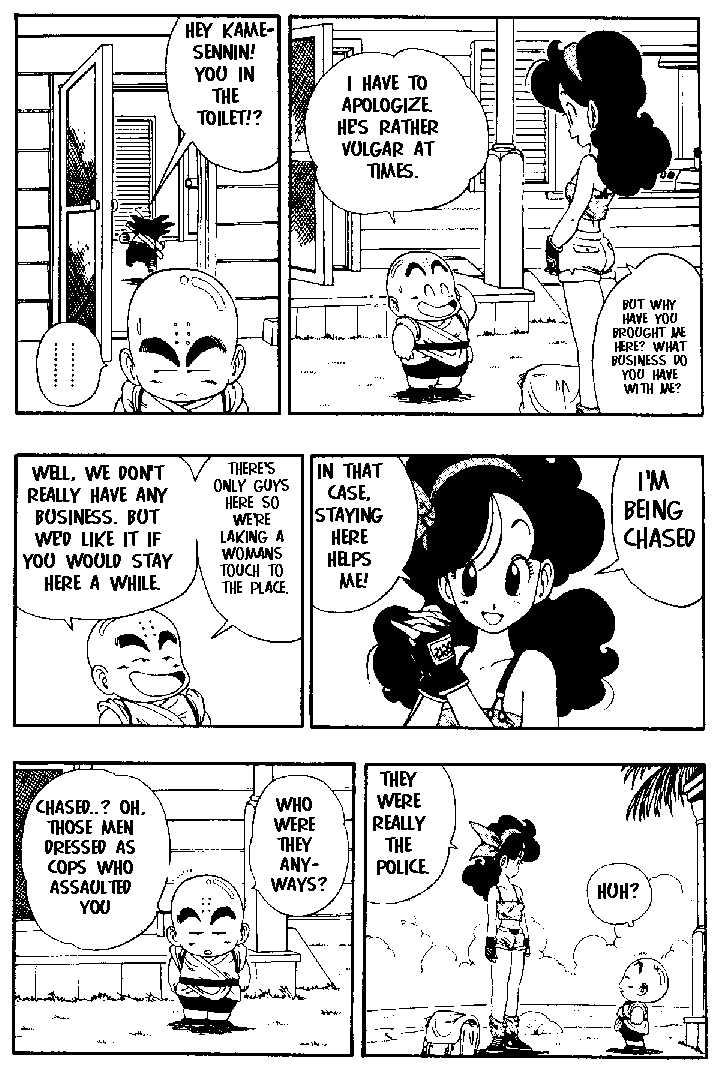 HEY KAME-
SENNIN!
YOU IN
THE
TOILET!?
I HAVE TO
APOLOGIZE.
HE'S RATHER
VULGAR AT
TIMES.
BUT WHY
HAVE YOU
BROUGHT ME
HERE? WHAT
BUSINESS DO
YOU HAVE
WITH ME?
WELL, WE DON'T
REALLY HAVE ANY
BUSINESS. BUT
WE'D LIKE IT IF
YOU WOULD STAY
HERE A WHILE.
THERE'S
ONLY GUYS
HERE SO
WE'RE
LAKING A
WOMANS
TOUCH TO
THE PLACE.
I'M
BEING
CHASED
IN THAT
CASE,
STAYING
HERE
HELPS
ME!
CHASED..? OH,
THOSE MEN
DRESSED AS
COPS WHO
ASSAULTED
YOU
WHO
WERE
THEY
ANY-
WAYS?
THEY
WERE
REALLY
THE
POLICE.
HUH?